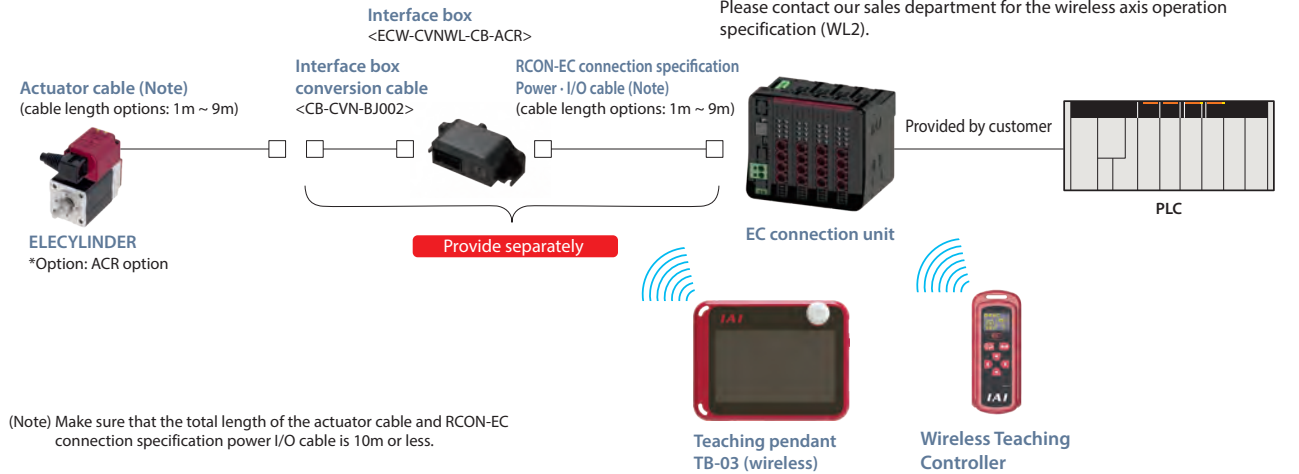 Please contact our sales department for the wireless axis operation
specification (WL2).
Interface box
<ECW-CVNWL-CB-ACR>
Actuator cable (Note)
(cable length options: 1m ~ 9m)
Interface box
conversion cable
<CB-CVN-BJ002>
RCON-EC connection specification
Power · I/O cable (Note)
(cable length options: 1m ~ 9m)
Provided by customer
PLC
ELECYLINDER
*Option: ACR option
Provide separately
EC connection unit
IAI
IAI
Teaching pendant
TB-03 (wireless)
Wireless Teaching
Controller
(Note) Make sure that the total length of the actuator cable and RCON-EC
connection specification power I/O cable is 10m or less.